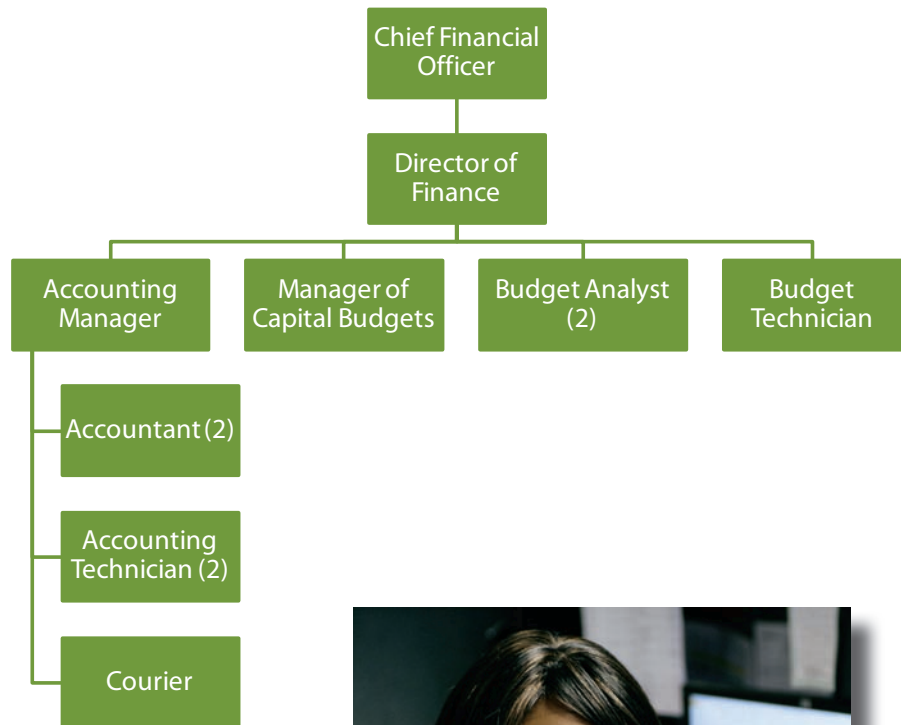 Chief Financial
Officer
Director of
Finance
Accounting
Manager
Manager of
Capital Budgets
Budget Analyst
(2)
Budget
Technician
Accountant (2)
Accounting
Technician (2)
Courier